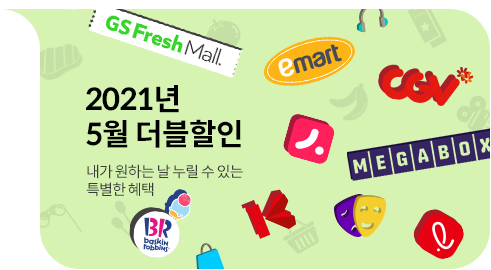 GS Fresh Mall.
emart
CGV
2021년
5월 더블할인
MEGABOX
내가 원하는 날 누릴 수 있는
특별한 혜택
BR
baskin
robbins